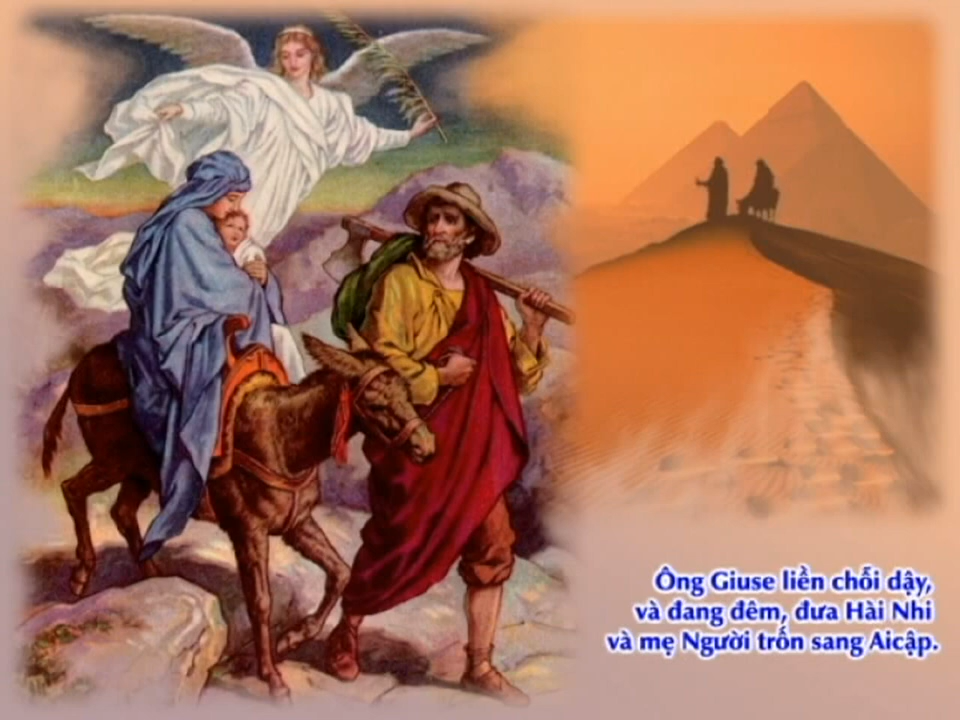 Ông Giuse liền chỗi dậy,
và đang đêm, đưa Hài Nhi
và mẹ Người trốn sang Aicập.